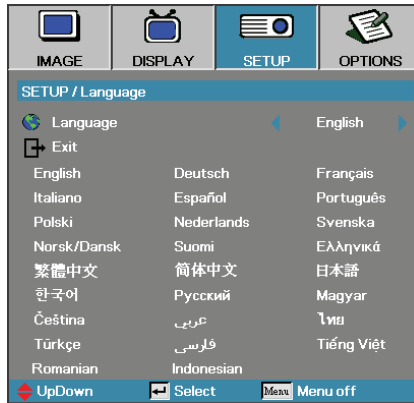 IMAGE DISPLAY SETUP OPTIONS
SETUP / Language
Language English
Exit
English Deutsch Français
Italiano Español Português
Polski Nederlands Svenska
Norsk/Dansk Suomi Ελληνικά
繁體中文 简体中文 日本語
한국어 Русский Magyar
Čeština عربي ไทย
Türkçe فارسی Tiếng Việt
Romanian Indonesian
UpDown Select Menu Menu off